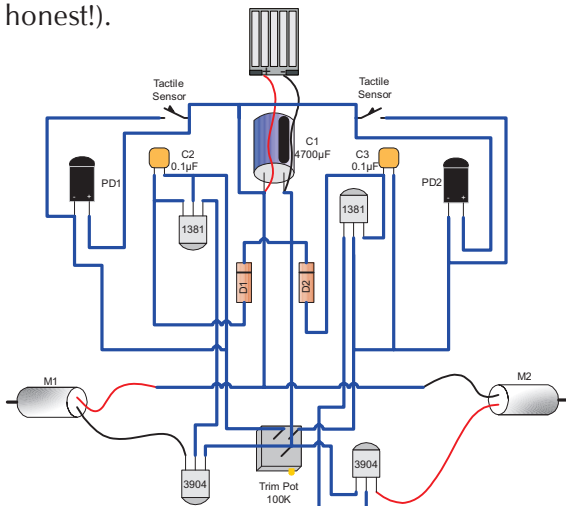 honest!).
Tactile
Sensor
Tactile
Sensor
- +
C1
4700µF
C2
0.1µF
C3
0.1µF
PD1
- +
PD2
- +
1381
1381
D1
D2
M1
M2
3904
3904
Trim Pot
100K